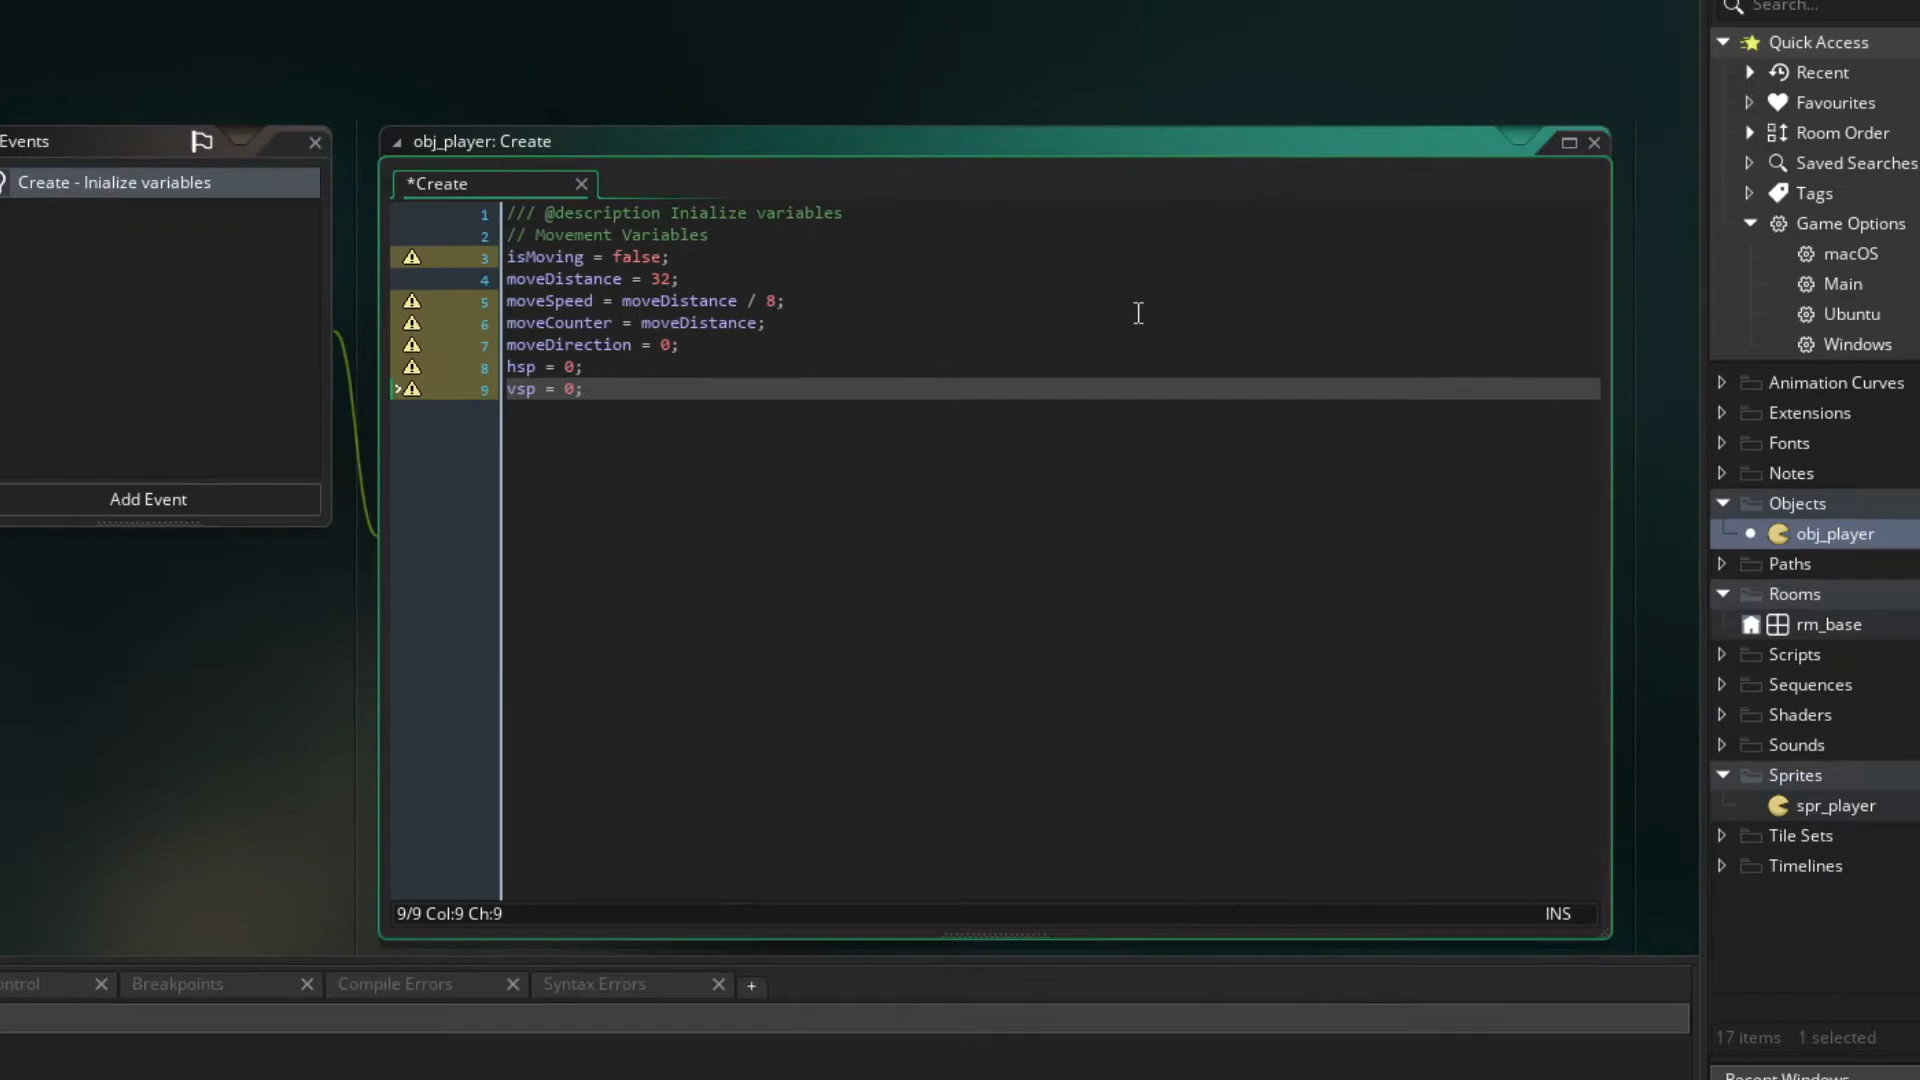 Events
Create - Inialize variables
Add Event
obj_player: Create
*Create
1 /// @description Inialize variables
2 // Movement Variables
3 isMoving = false;
4 moveDistance = 32;
5 moveSpeed = moveDistance / 8;
6 moveCounter = moveDistance;
7 moveDirection = 0;
8 hsp = 0;
9 vsp = 0;
9/9 Col:9 Ch:9
INS
Breakpoints
Compile Errors
Syntax Errors
+
Search...
Quick Access
Recent
Favourites
Room Order
Saved Searches
Tags
Game Options
macOS
Main
Ubuntu
Windows
Animation Curves
Extensions
Fonts
Notes
Objects
obj_player
Paths
Rooms
rm_base
Scripts
Sequences
Shaders
Sounds
Sprites
spr_player
Tile Sets
Timelines
17 items 1 selected
Recent Windows